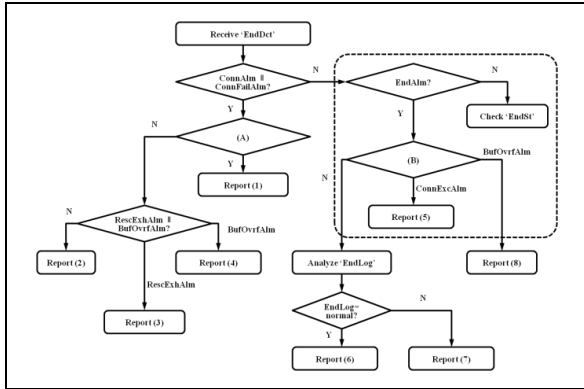 Receive 'EndDct'
ConnAlm ||
ConnFailAlm?
N
EndAlm?
N
Y
Y
Check 'EndSt'
(A)
N
(B)
BufOvrfAlm
Y
N
Report (1)
ConnExcAlm
Report (5)
N
RescExhAlm ||
BufOvrfAlm?
BufOvrfAlm
Report (2)
Report (4)
Analyze 'EndLog'
Report (8)
RescExhAlm
EndLog=
normal?
N
Report (3)
Y
Report (6)
Report (7)